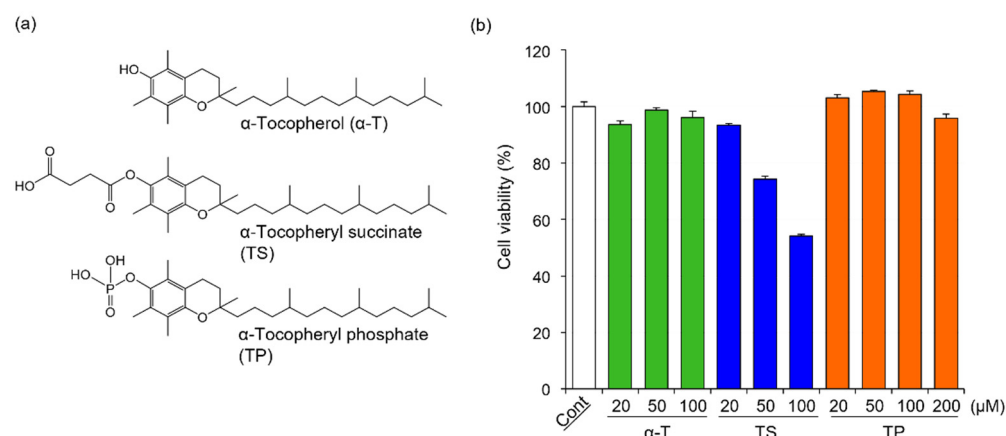 (a)
HO
O
α-Tocopherol (α-T)
O
HO
O
O
O
α-Tocopheryl succinate
(TS)
OH
HO
P
O
O
O
α-Tocopheryl phosphate
(TP)
(b)
Cell viability (%)
120
100
80
60
40
20
0
Cont
20 50 100 20 50 100 20 50 100 200 (μM)
α-T TS TP